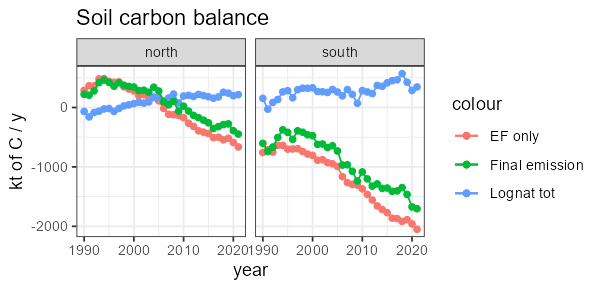 Soil carbon balance
north south
kt of C / y
0
-1000
-2000
1990 2000 2010 2020 1990 2000 2010 2020
year
colour
EF only
Final emission
Lognat tot